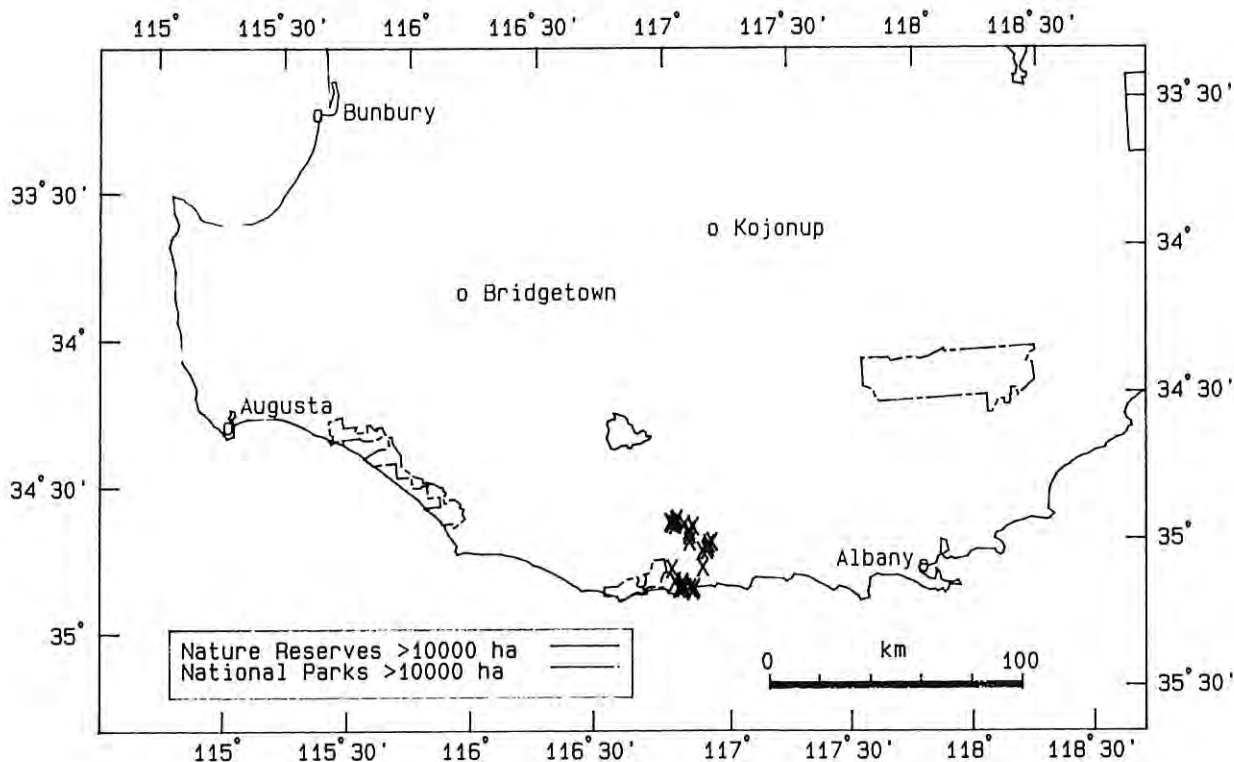 115° 115°30' 116° 116°30' 117° 117°30' 118° 118°30'
Bunbury
33°30'
33°30'
Kojonup
34°
Bridgetown
34°
34°30'
Augusta
34°30'
35°
Albany
35°
Nature Reserves >10000 ha
National Parks >10000 ha
km
0 100
35°30'
115° 115°30' 116° 116°30' 117° 117°30' 118° 118°30'